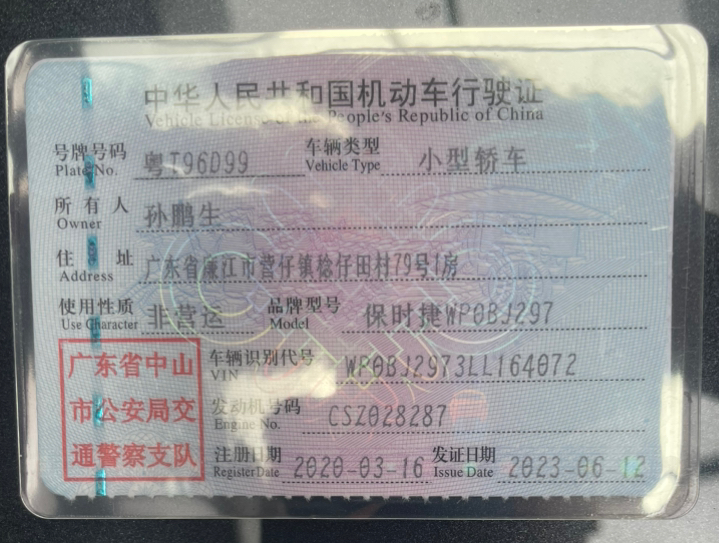 中华人民共和国机动车行驶证
Vehicle License of the People's Republic of China
号牌号码 粤T96D99 车辆类型 小型轿车
Plate No. Vehicle Type
所有人 孙鹏生
Owner
住址 广东省廉江市营仔镇稔仔田村79号1房
Address
使用性质 非营运 品牌型号 保时捷WP0BJ297
Use Character Model
广东省中山
市公安局交
通警察支队
车辆识别代号 WP0BJ2973LL164072
VIN
发动机号码 CSZ028287
Engine No.
注册日期 2020-03-16 发证日期 2023-06-12
Register Date Issue Date